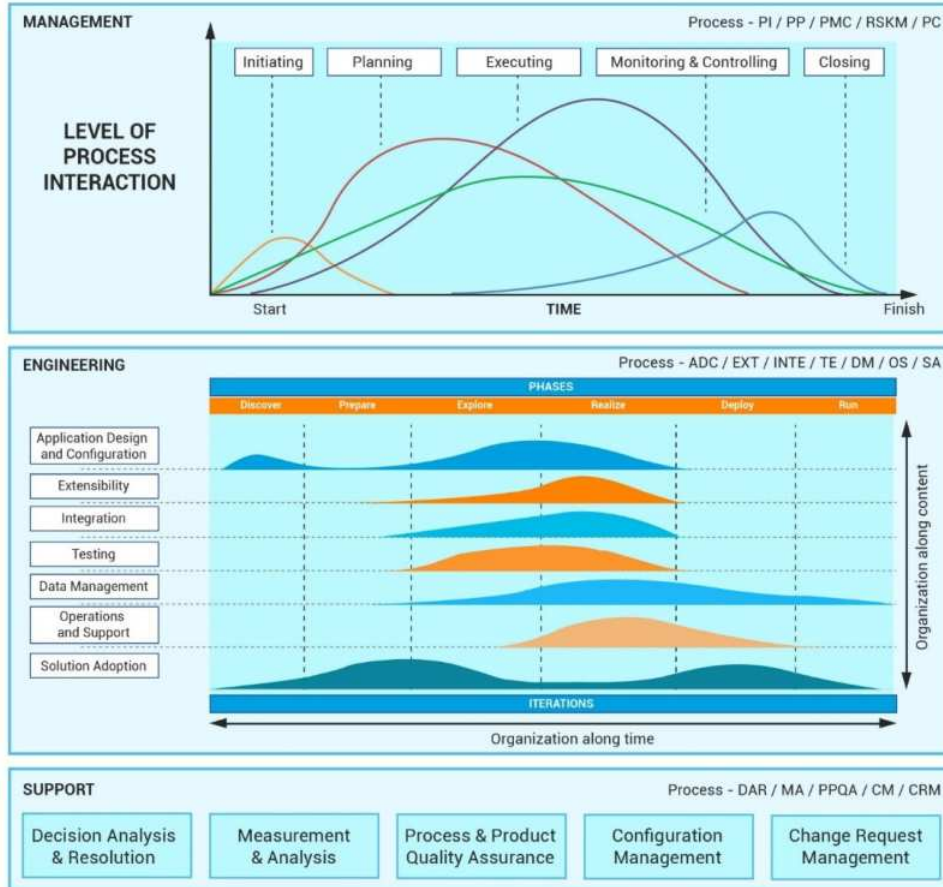 MANAGEMENT
Process - PI / PP / PMC / RSKM / PC
Initiating
Planning
Executing
Monitoring & Controlling
Closing
LEVEL OF
PROCESS
INTERACTION
Start
TIME
Finish
ENGINEERING
Process - ADC / EXT / INTE / TE / DM / OS / SA
PHASES
Discover
Prepare
Explore
Realize
Deploy
Run
Application Design
and Configuration
Extensibility
Integration
Testing
Data Management
Operations
and Support
Solution Adoption
Organization along content
ITERATIONS
Organization along time
SUPPORT
Process - DAR / MA / PPQA / CM / CRM
Decision Analysis
& Resolution
Measurement
& Analysis
Process & Product
Quality Assurance
Configuration
Management
Change Request
Management